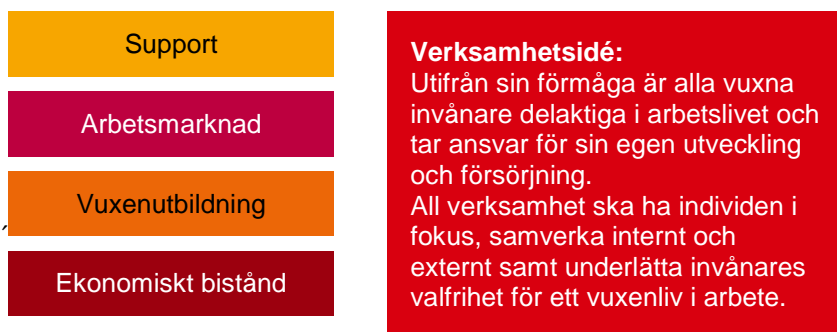 Support
Arbetsmarknad
Vuxenutbildning
´
Ekonomiskt bistånd
Verksamhetsidé:
Utifrån sin förmåga är alla vuxna
invånare delaktiga i arbetslivet och
tar ansvar för sin egen utveckling
och försörjning.
All verksamhet ska ha individen i
fokus, samverka internt och
externt samt underlätta invånares
valfrihet för ett vuxenliv i arbete.